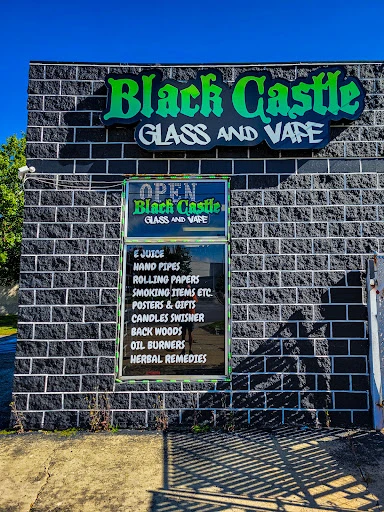 Black Castle
GLASS AND VAPE
OPEN
Black Castle
GLASS AND VAPE
E JUICE
HAND PIPES
ROLLING PAPERS
SMOKING ITEMS ETC.
POSTERS & GIFTS
CANDLES SWISHER
BACK WOODS
OIL BURNERS
HERBAL REMEDIES